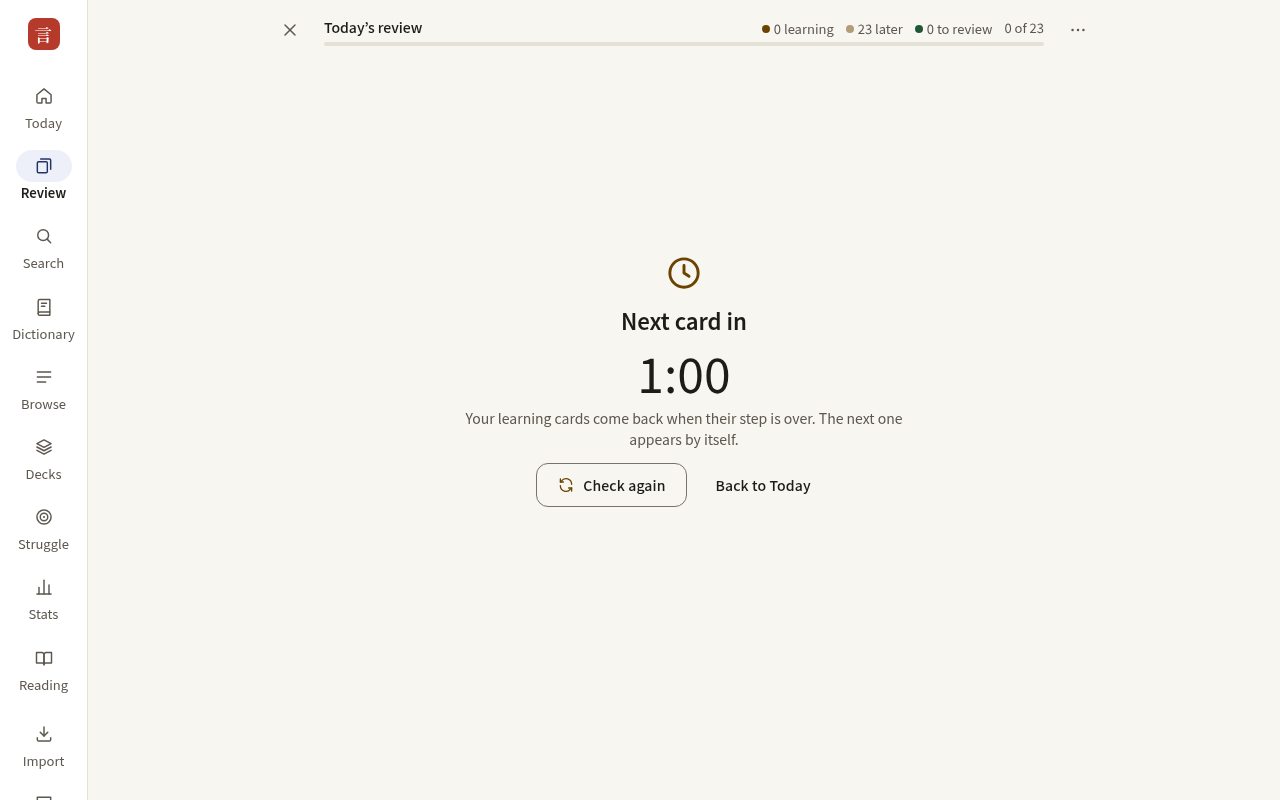 言
Today
Review
Search
Dictionary
Browse
Decks
Struggle
Stats
Reading
Import
Today's review
0 learning
23 later
0 to review
0 of 23
Next card in
1:00
Your learning cards come back when their step is over. The next one
appears by itself.
Check again
Back to Today